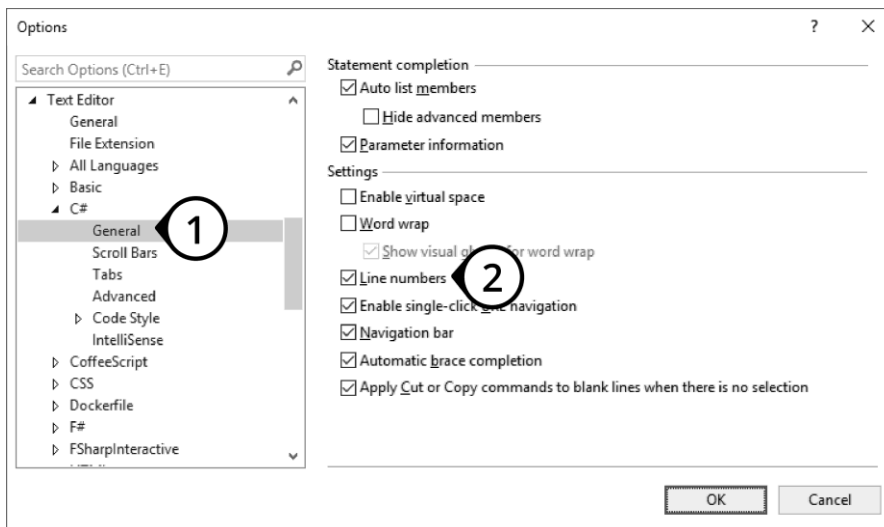 Options
?
Search Options (Ctrl+E)
Text Editor
General
File Extension
All Languages
Basic
C#
General
Scroll Bars
Tabs
Advanced
Code Style
IntelliSense
CoffeeScript
CSS
Dockerfile
F#
FSharpInteractive
1
Statement completion
Auto list members
Hide advanced members
Parameter information
Settings
Enable virtual space
Word wrap
Show visual for word wrap
Line numbers
2
Enable single-click navigation
Navigation bar
Automatic brace completion
Apply Cut or Copy commands to blank lines when there is no selection
OK
Cancel